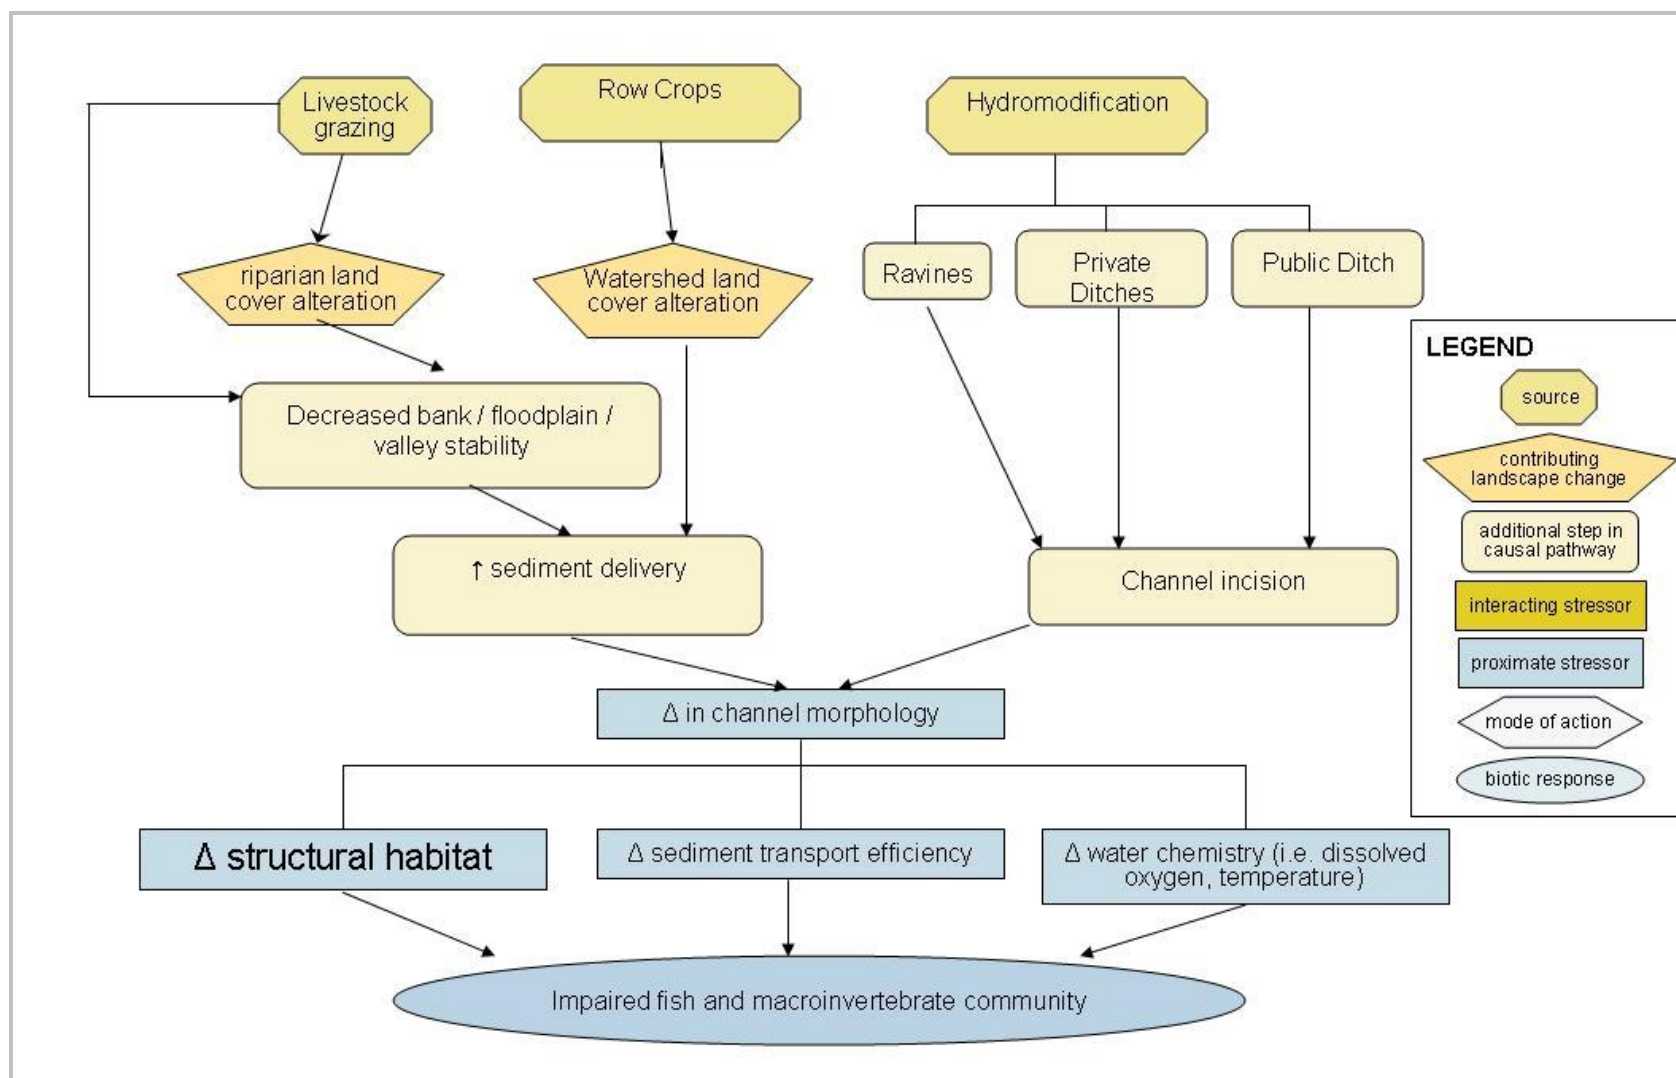 Livestock
grazing
Row Crops
Hydromodification
riparian land
cover alteration
Watershed land
cover alteration
Ravines
Private
Ditches
Public Ditch
Decreased bank / floodplain /
valley stability
↑ sediment delivery
Channel incision
Δ in channel morphology
Δ structural habitat
Δ sediment transport efficiency
Δ water chemistry (i.e. dissolved
oxygen, temperature)
Impaired fish and macroinvertebrate community
LEGEND
source
contributing
landscape change
additional step in
causal pathway
interacting stressor
proximate stressor
mode of action
biotic response